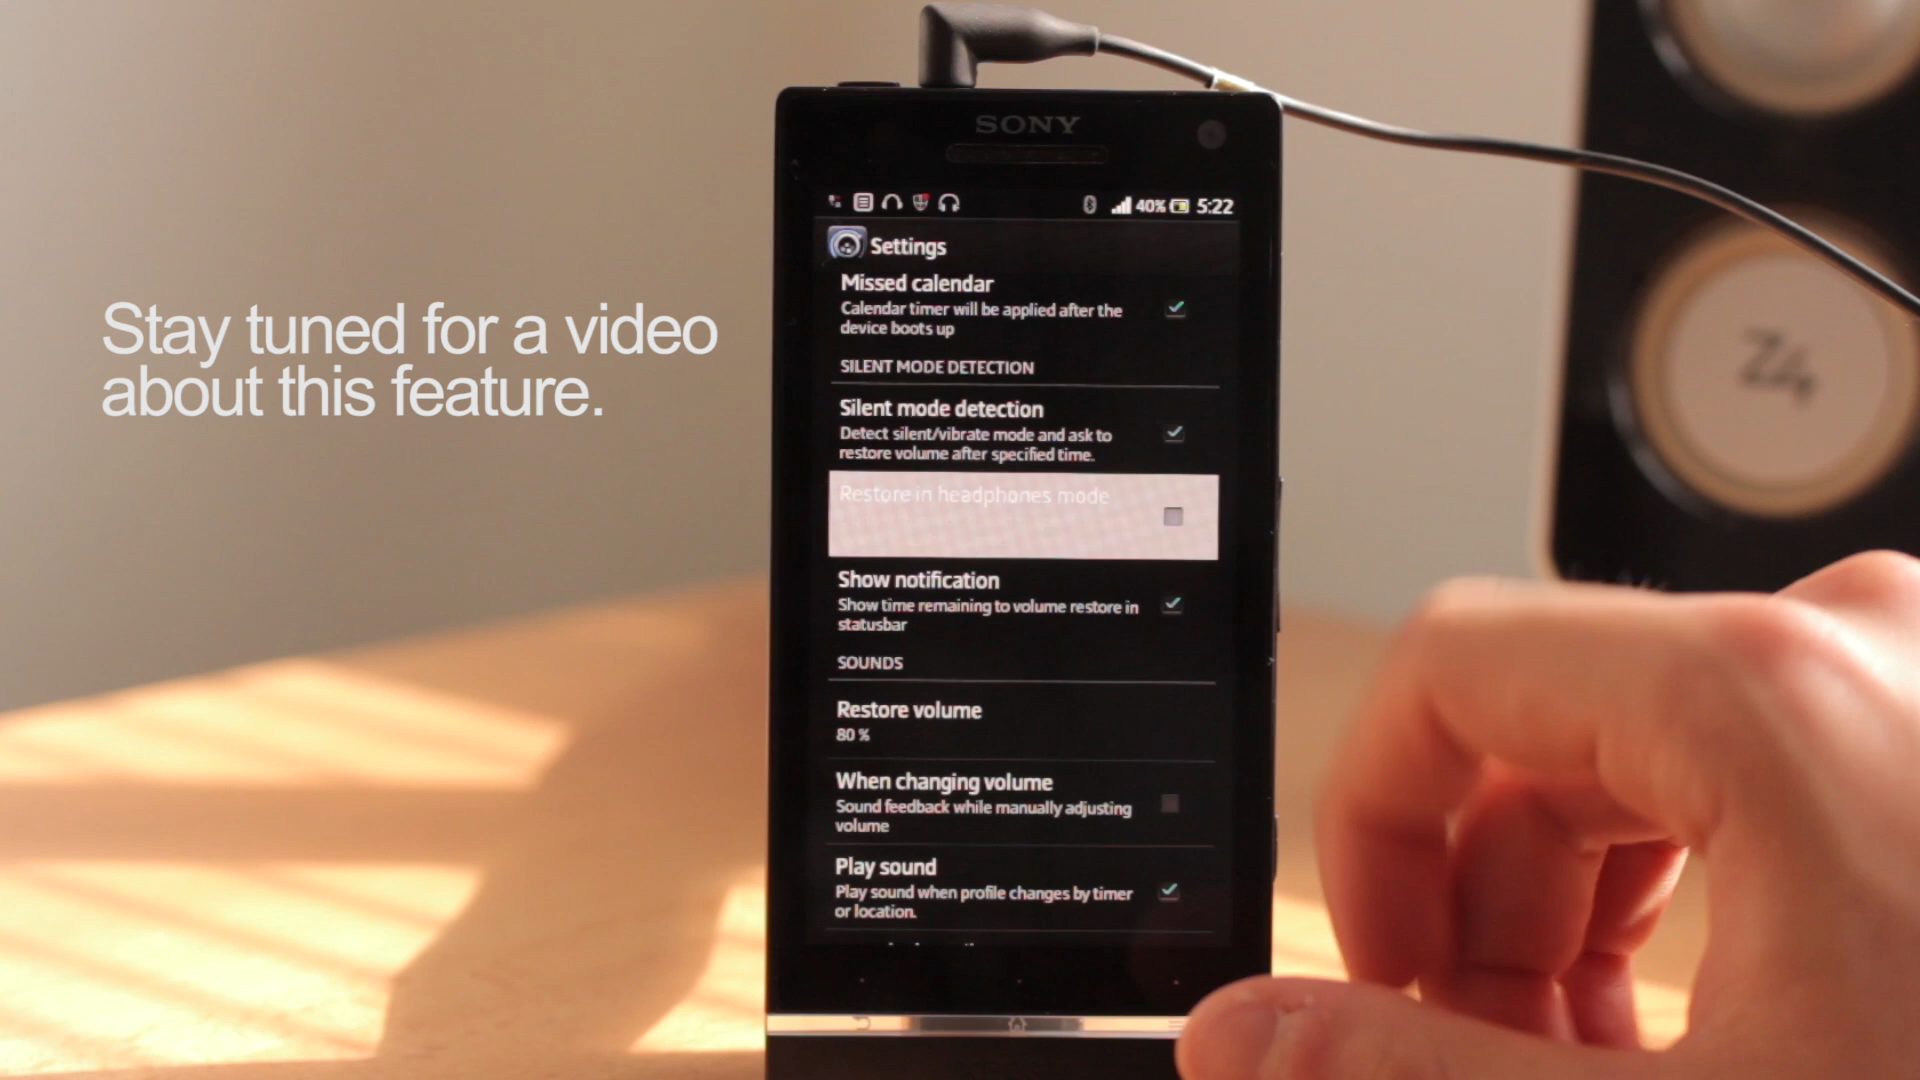 Stay tuned for a video
about this feature.
SONY
40% 5:22
Settings
Missed calendar
Calendar timer will be applied after the
device boots up
SILENT MODE DETECTION
Silent mode detection
Detect silent/vibrate mode and ask to
restore volume after specified time.
Restore in headphones mode
Show notification
Show time remaining to volume restore in
statusbar
SOUNDS
Restore volume
80 %
When changing volume
Sound feedback while manually adjusting
volume
Play sound
Play sound when profile changes by timer
or location.
Z4